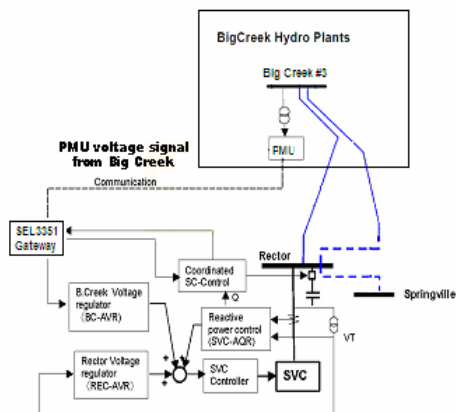 BigCreek Hydro Plants
Big Creek #3
PMU
PMU voltage signal
from Big Creek
Communication
SEL3351
Gateway
Rector
Coordinated
SC-Control
Springville
B.Creek Voltage
regulator
(BC-AVR)
Q
Reactive
power control
(SVC-AQR)
VT
Rector Voltage
regulator
(REC-AVR)
+
+
+
SVC
Controller
SVC